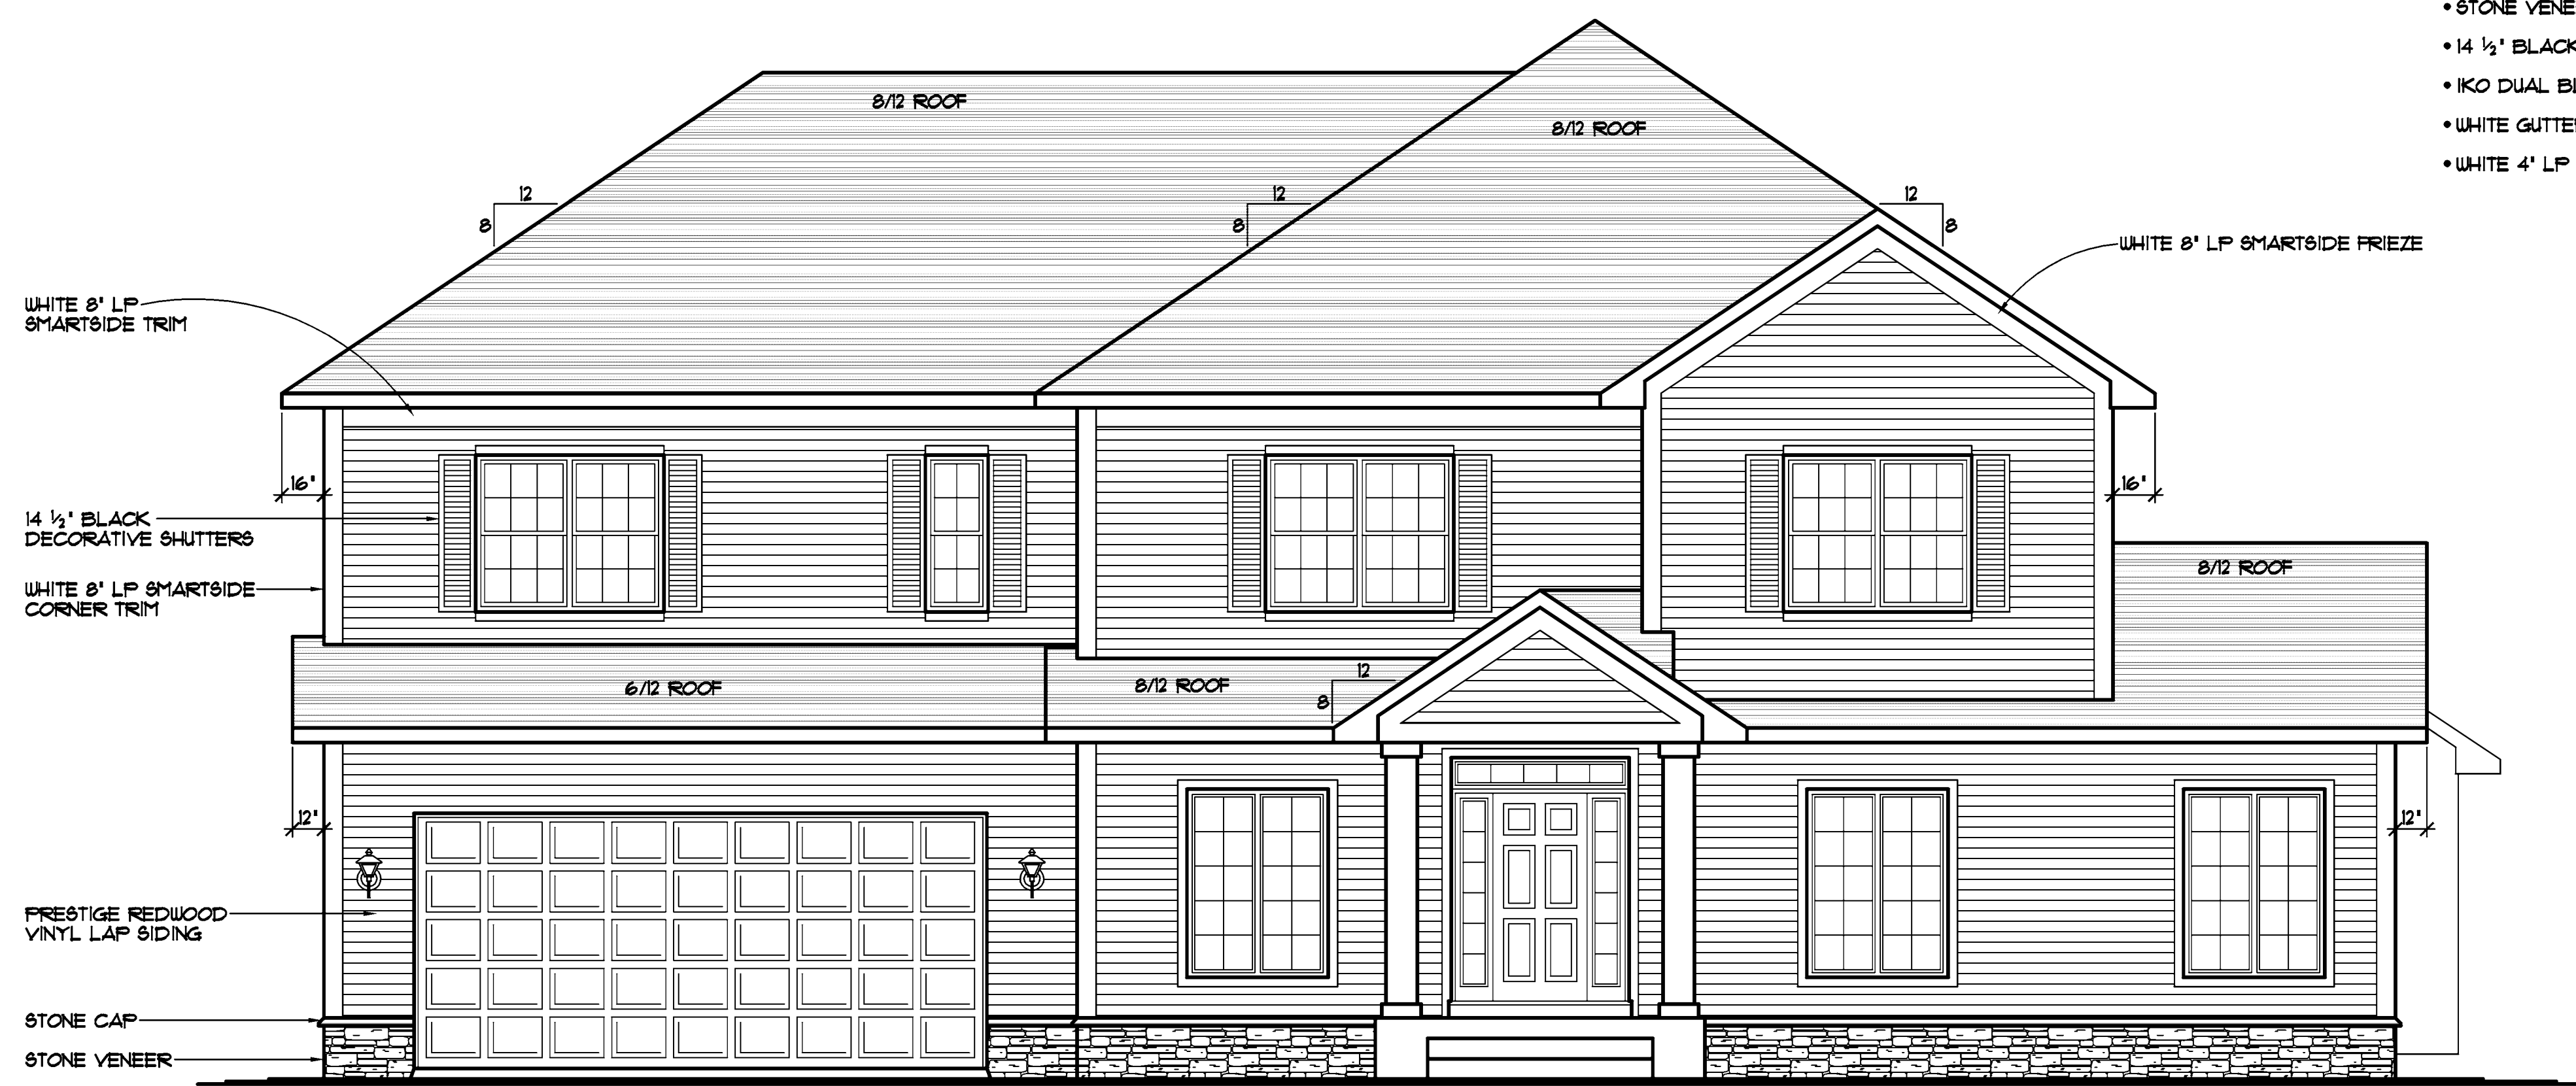 • STONE VENE
• 14 ½" BLACK
• IKO DUAL BL
• WHITE GUTTE
• WHITE 4" LP
8/12 ROOF
8/12 ROOF
12
8
12
8
12
8
WHITE 8" LP SMARTSIDE FRIEZE
WHITE 8" LP
SMARTSIDE TRIM
16"
16"
14 ½" BLACK
DECORATIVE SHUTTERS
8/12 ROOF
WHITE 8" LP SMARTSIDE
CORNER TRIM
6/12 ROOF
8/12 ROOF
12
8
12"
12"
PRESTIGE REDWOOD
VINYL LAP SIDING
STONE CAP
STONE VENEER